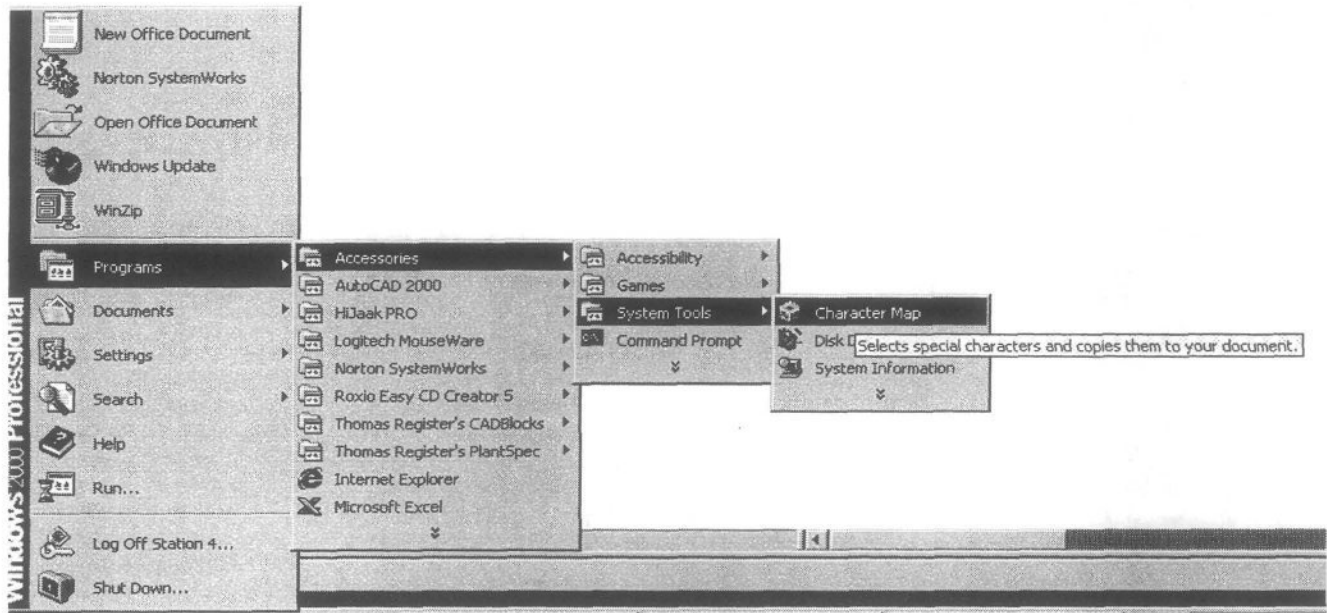 New Office Document
Norton SystemWorks
Open Office Document
Windows Update
WinZip
Programs
Documents
Settings
Search
Help
Run...
Log Off Station 4...
Shut Down...
Windows 2000 Professional
Accessories
AutoCAD 2000
HiJaak PRO
Logitech MouseWare
Norton SystemWorks
Roxio Easy CD Creator 5
Thomas Register's CADBlocks
Thomas Register's PlantSpec
Internet Explorer
Microsoft Excel
Accessibility
Games
System Tools
Command Prompt
Character Map
Disk D
Selects special characters and copies them to your document.
System Information